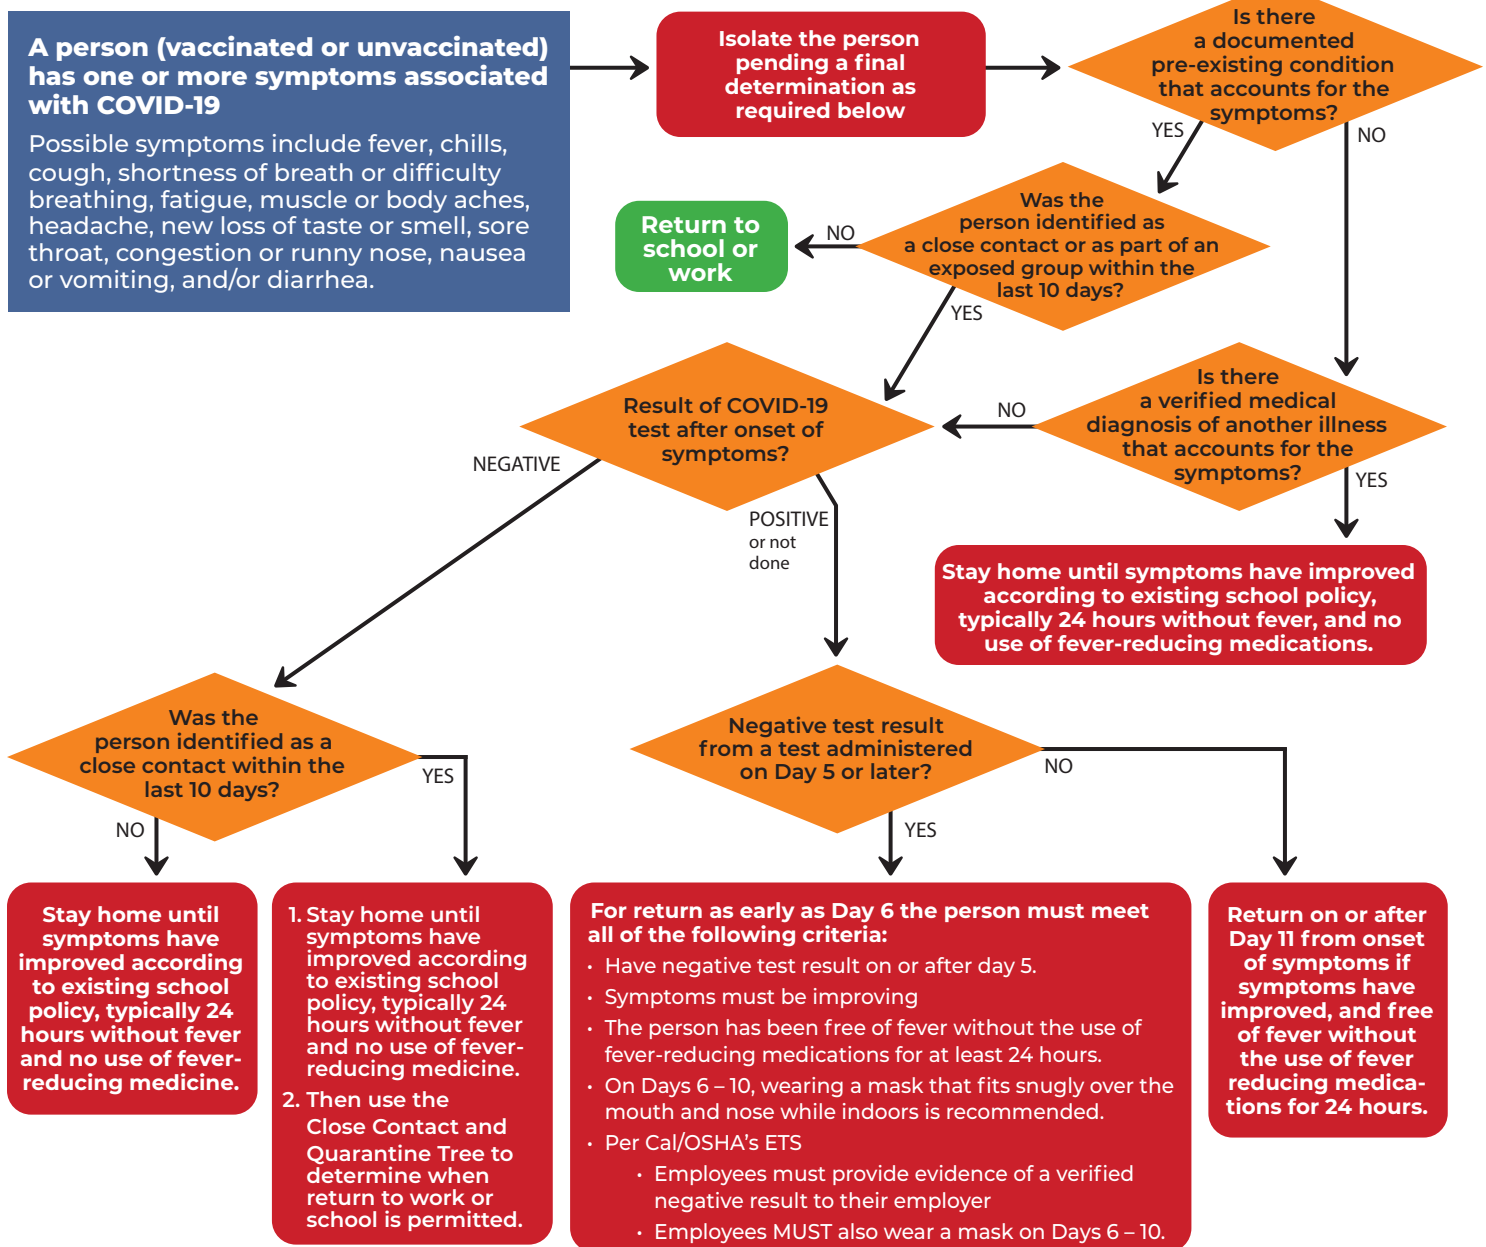 A person (vaccinated or unvaccinated)
has one or more symptoms associated
with COVID-19
Possible symptoms include fever, chills,
cough, shortness of breath or difficulty
breathing, fatigue, muscle or body aches,
headache, new loss of taste or smell, sore
throat, congestion or runny nose, nausea
or vomiting, and/or diarrhea.
Isolate the person
pending a final
determination as
required below
Is there
a documented
pre-existing condition
that accounts for the
symptoms?
YES
NO
Was the
person identified as
a close contact or as part of an
exposed group within the
last 10 days?
NO
Return to
school or
work
YES
Is there
a verified medical
diagnosis of another illness
that accounts for the
symptoms?
NO
YES
Stay home until symptoms have improved
according to existing school policy,
typically 24 hours without fever, and no
use of fever-reducing medications.
Result of COVID-19
test after onset of
symptoms?
NEGATIVE
POSITIVE
or not
done
Was the
person identified as a
close contact within the
last 10 days?
NO
YES
Negative test result
from a test administered
on Day 5 or later?
YES
NO
Stay home until
symptoms have
improved according
to existing school
policy, typically 24
hours without fever
and no use of fever-
reducing medicine.
1. Stay home until
symptoms have
improved according
to existing school
policy, typically 24
hours without fever
and no use of fever-
reducing medicine.
2. Then use the
Close Contact and
Quarantine Tree to
determine when
return to work or
school is permitted.
For return as early as Day 6 the person must meet
all of the following criteria:
• Have negative test result on or after day 5.
• Symptoms must be improving
• The person has been free of fever without the use of
fever-reducing medications for at least 24 hours.
• On Days 6 – 10, wearing a mask that fits snugly over the
mouth and nose while indoors is recommended.
• Per Cal/OSHA's ETS
• Employees must provide evidence of a verified
negative result to their employer
• Employees MUST also wear a mask on Days 6 – 10.
Return on or after
Day 11 from onset
of symptoms if
symptoms have
improved, and free
of fever without
the use of fever
reducing medica-
tions for 24 hours.